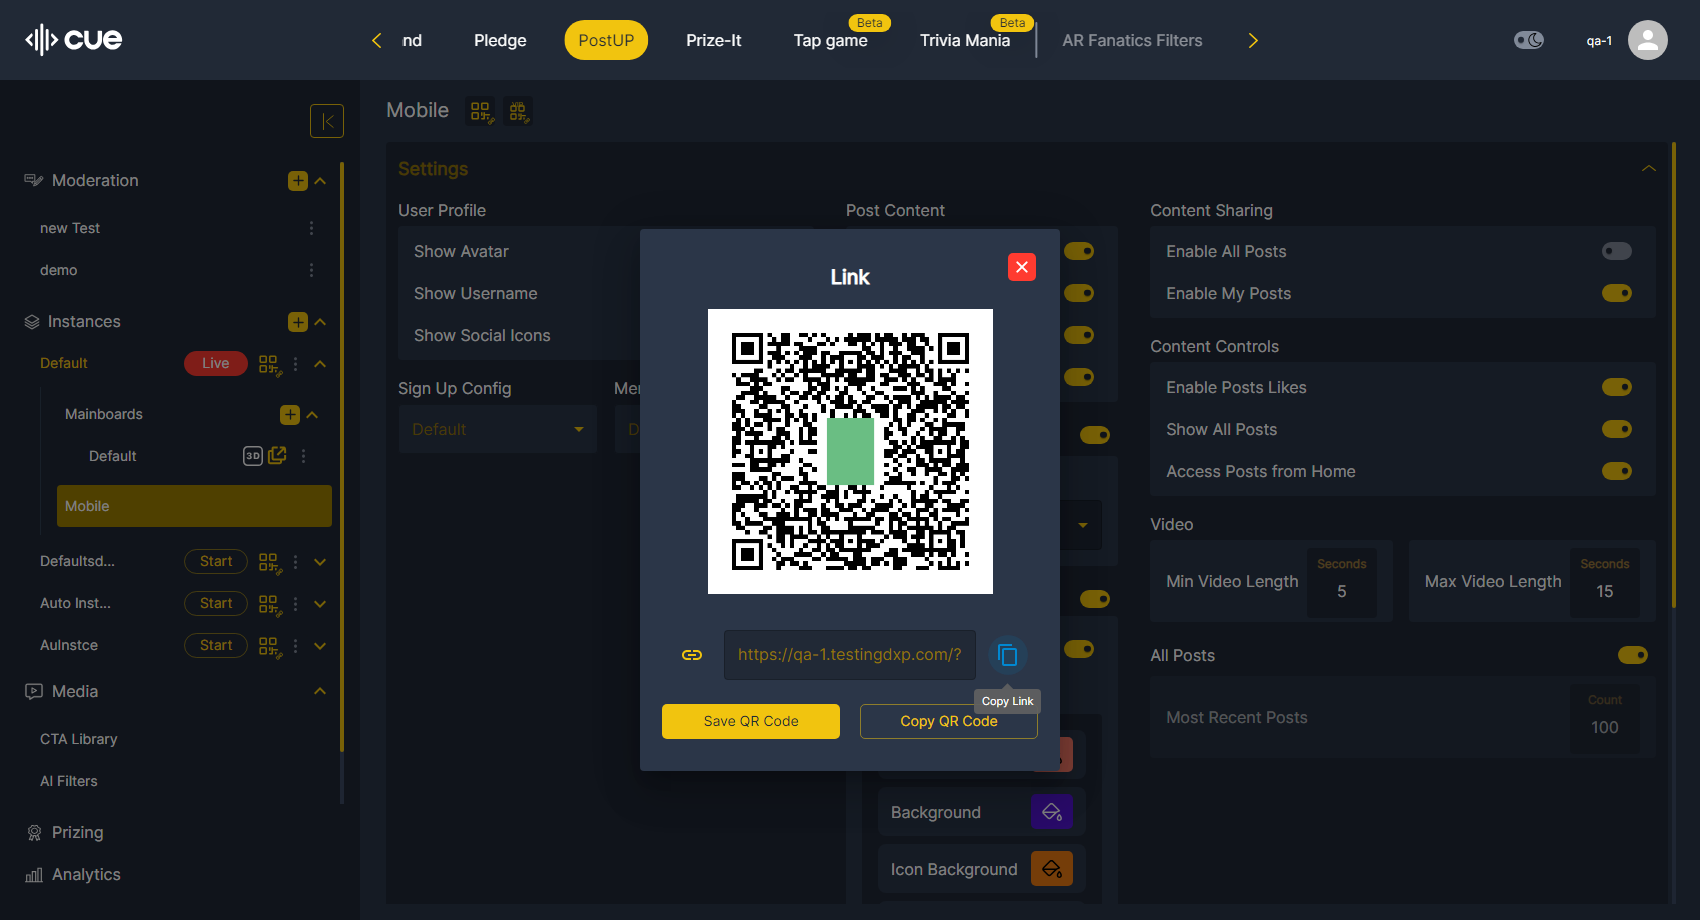 cue
nd
Pledge
PostUP
Prize-It
Beta
Tap game
Beta
Trivia Mania
AR Fanatics Filters
qa-1
Mobile
Moderation
new Test
demo
Instances
Default
Live
Mainboards
Default
3D
Mobile
Defaultsd...
Start
Auto Inst...
Start
AuInstce
Start
Media
CTA Library
AI Filters
Prizing
Analytics
Settings
User Profile
Show Avatar
Show Username
Show Social Icons
Sign Up Config
Default
Me
D
Post Content
Background
Icon Background
Content Sharing
Enable All Posts
Enable My Posts
Content Controls
Enable Posts Likes
Show All Posts
Access Posts from Home
Video
Min Video Length
Seconds
5
Max Video Length
Seconds
15
All Posts
Most Recent Posts
Count
100
Link
https://qa-1.testingdxp.com/?
Copy Link
Save QR Code
Copy QR Code